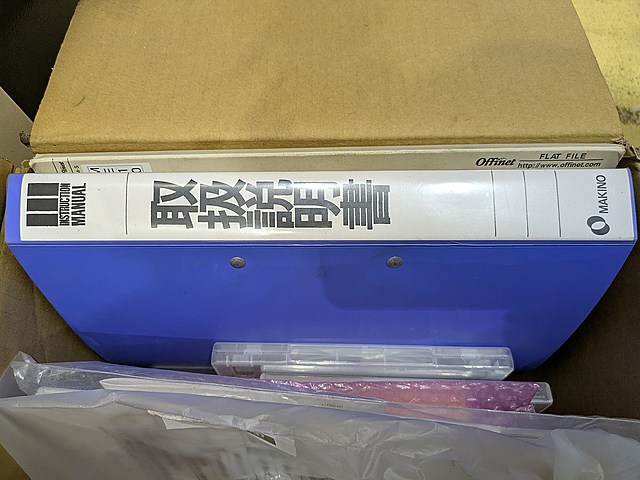 Offinet
FLAT FILE
http://www.offinet.com
INSTRUCTION
MANUAL
取扱説明書
MAKINO